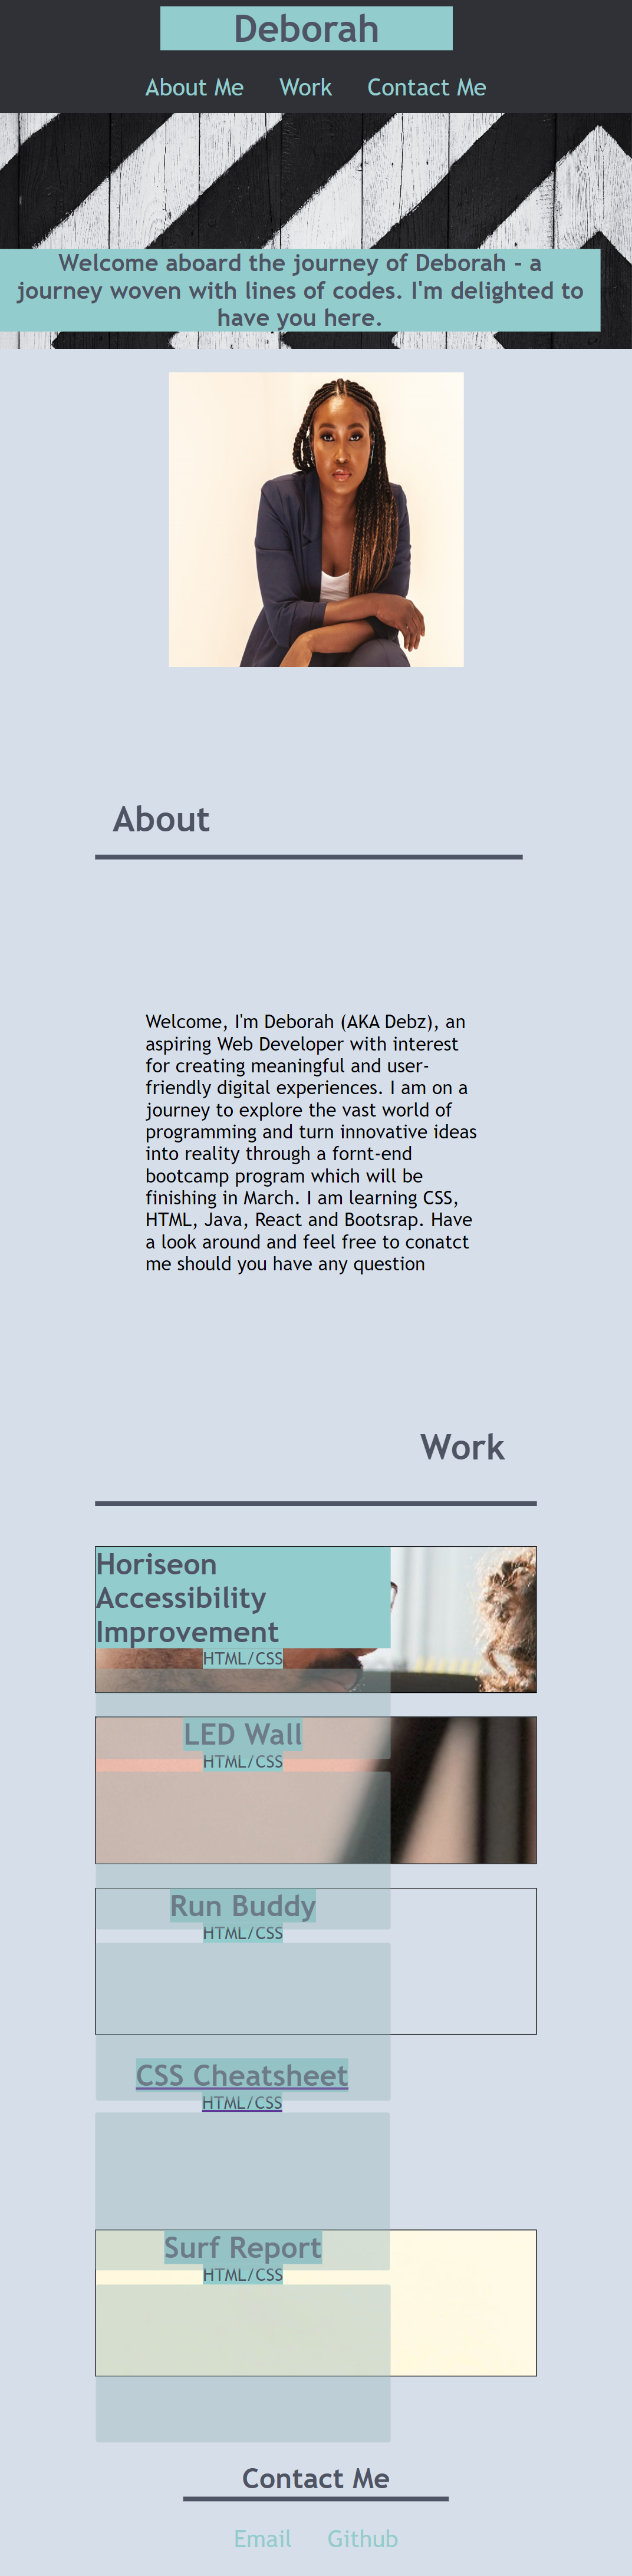 Deborah
About Me Work Contact Me
Welcome aboard the journey of Deborah - a
journey woven with lines of codes. I'm delighted to
have you here.
About
Welcome, I'm Deborah (AKA Debz), an
aspiring Web Developer with interest
for creating meaningful and user-
friendly digital experiences. I am on a
journey to explore the vast world of
programming and turn innovative ideas
into reality through a fornt-end
bootcamp program which will be
finishing in March. I am learning CSS,
HTML, Java, React and Bootsrap. Have
a look around and feel free to conatct
me should you have any question
Work
Horiseon
Accessibility
Improvement
HTML/CSS
LED Wall
HTML/CSS
Run Buddy
HTML/CSS
CSS Cheatsheet
HTML/CSS
Surf Report
HTML/CSS
Contact Me
Email Github